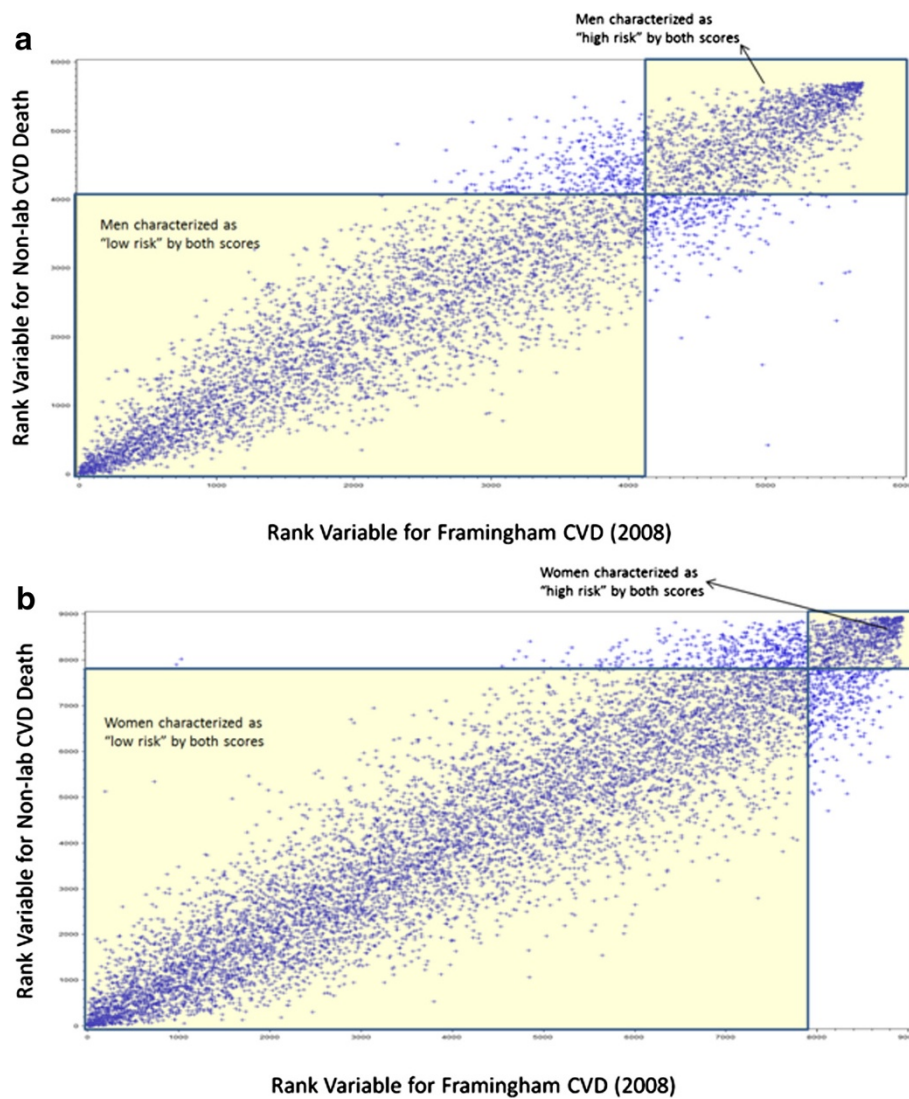 a
Men characterized as
"high risk" by both scores
Rank Variable for Non-lab CVD Death
6000
5000
4000
3000
2000
1000
0
Men characterized as
"low risk" by both scores
0 1000 2000 3000 4000 5000 6000
Rank Variable for Framingham CVD (2008)
b
Women characterized as
"high risk" by both scores
Rank Variable for Non-lab CVD Death
9000
8000
7000
6000
5000
4000
3000
2000
1000
0
Women characterized as
"low risk" by both scores
0 1000 2000 3000 4000 5000 6000 7000 8000
Rank Variable for Framingham CVD (2008)